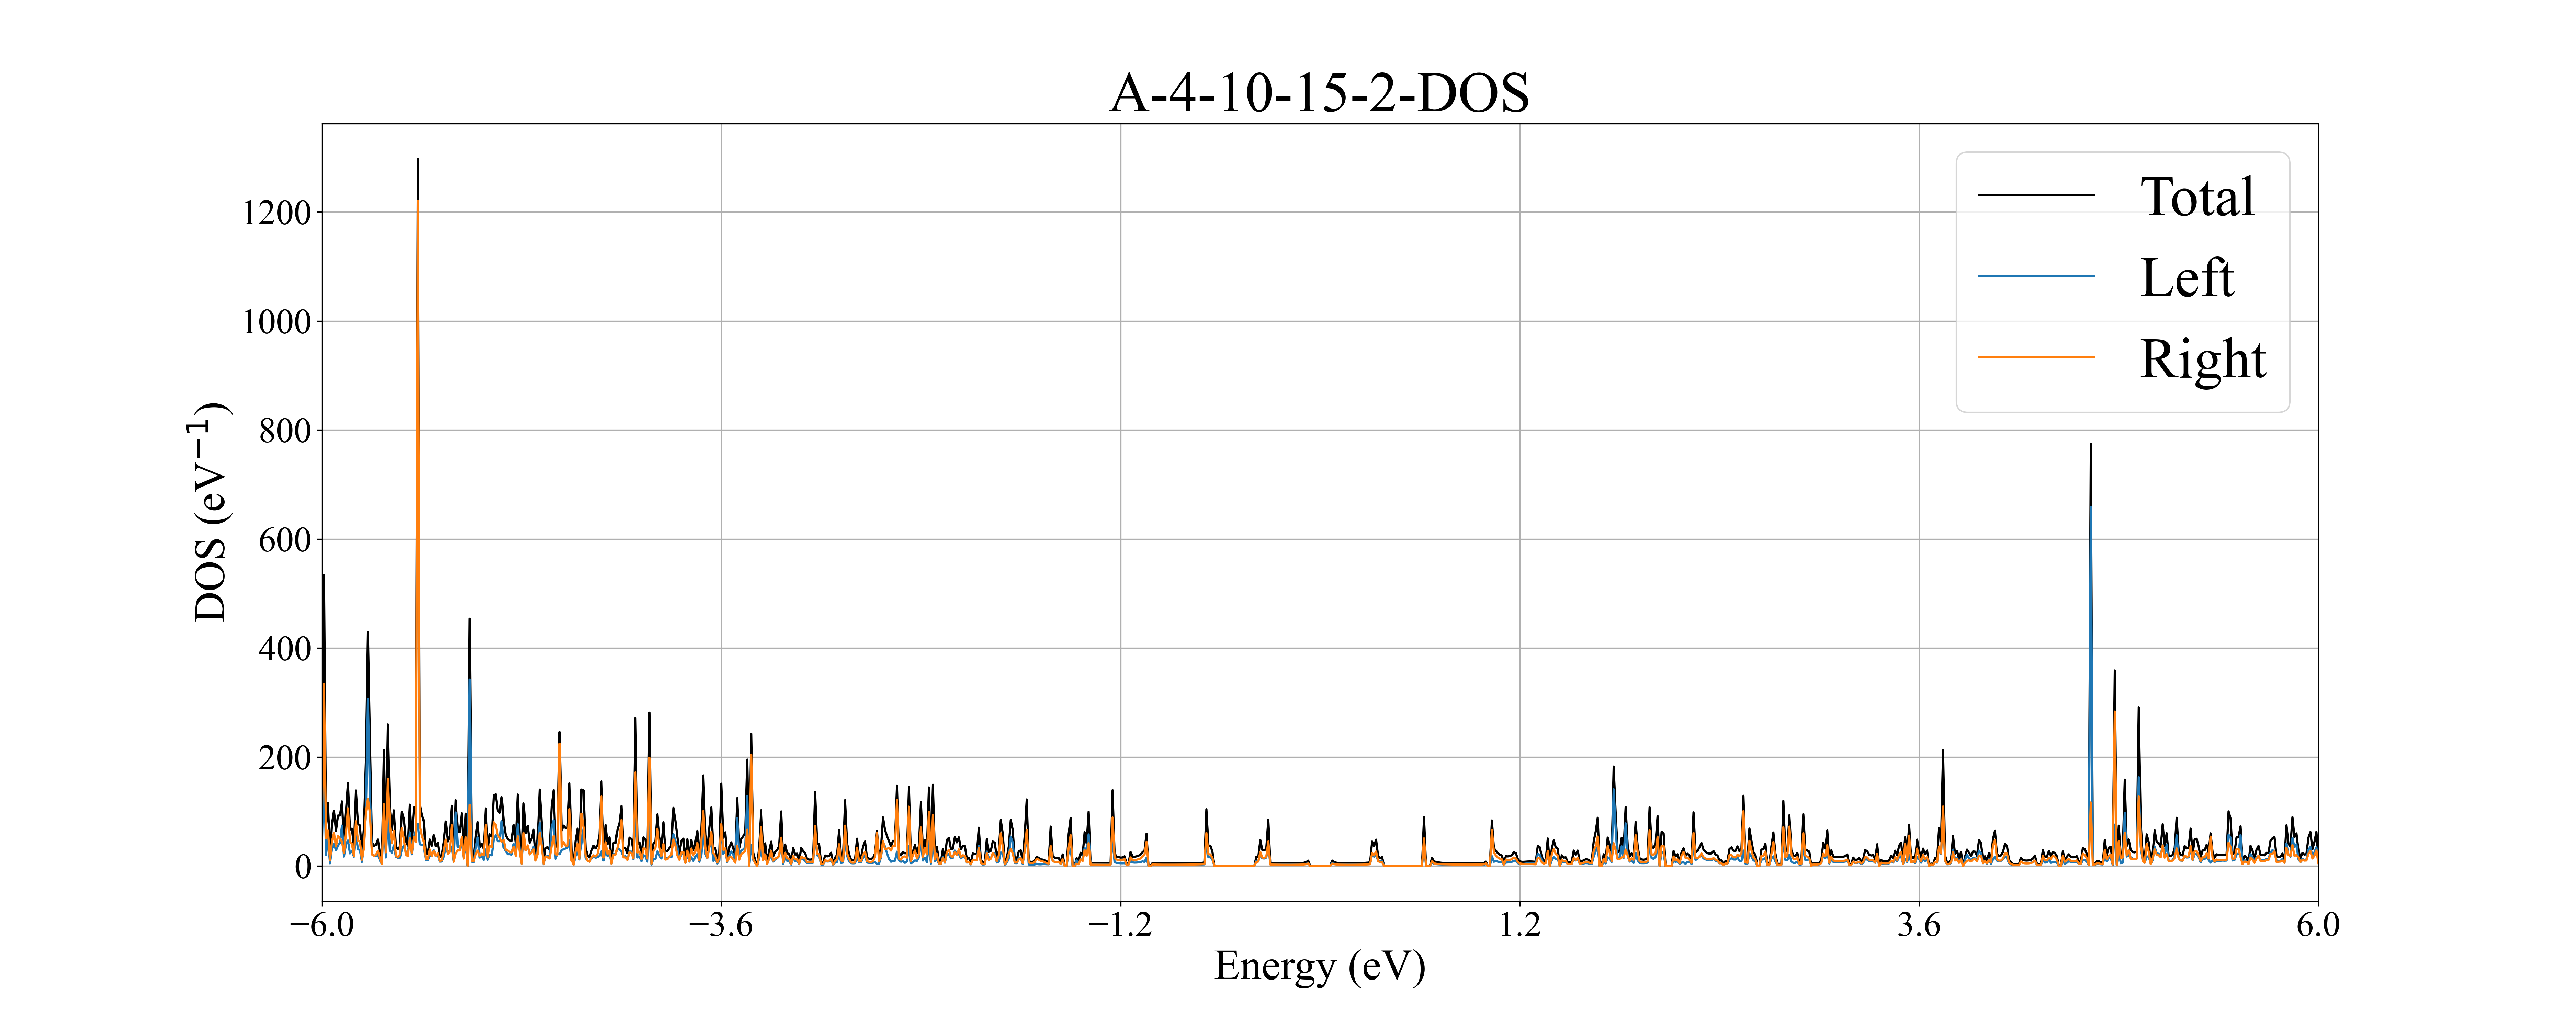 A-4-10-15-2-DOS
Total
Left
Right
DOS (eV⁻¹)
1200
1000
800
600
400
200
0
−6.0 −3.6 −1.2 1.2 3.6 6.0
Energy (eV)